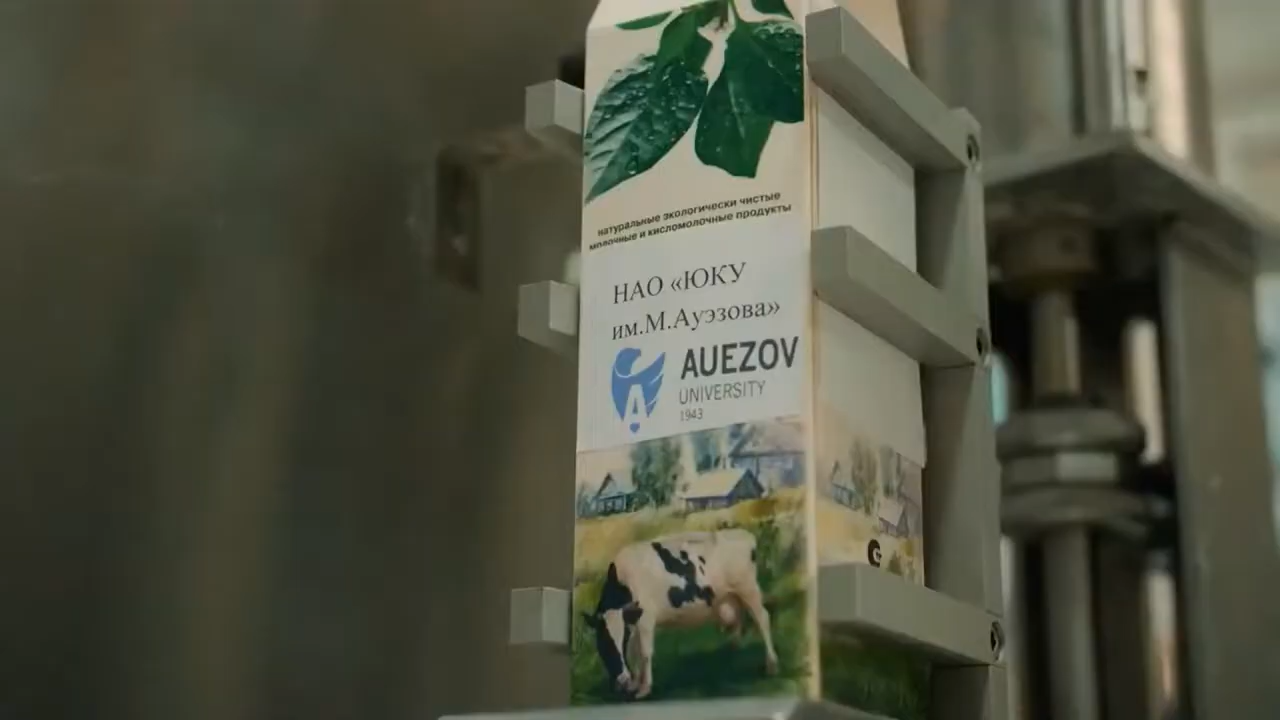 натуральные экологически чистые
молочные и кисломолочные продукты
НАО «ЮКУ
им.М.Ауэзова»
AUEZOV
UNIVERSITY
1943
A
G